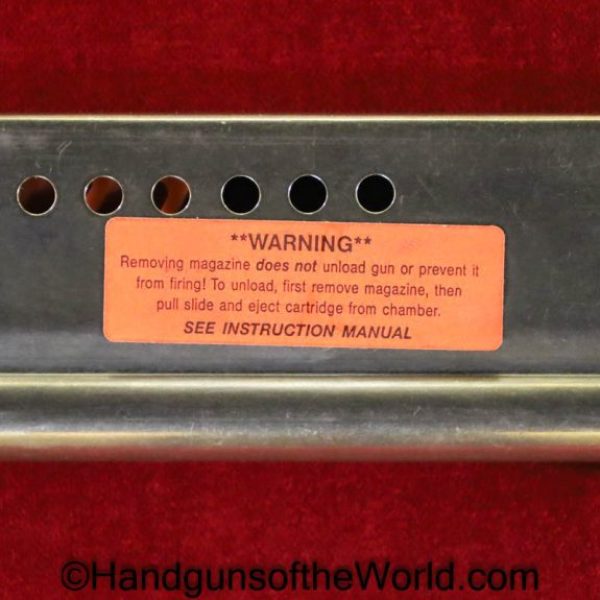 **WARNING**
Removing magazine does not unload gun or prevent it
from firing! To unload, first remove magazine, then
pull slide and eject cartridge from chamber.
SEE INSTRUCTION MANUAL
©HandgunsoftheWorld.com